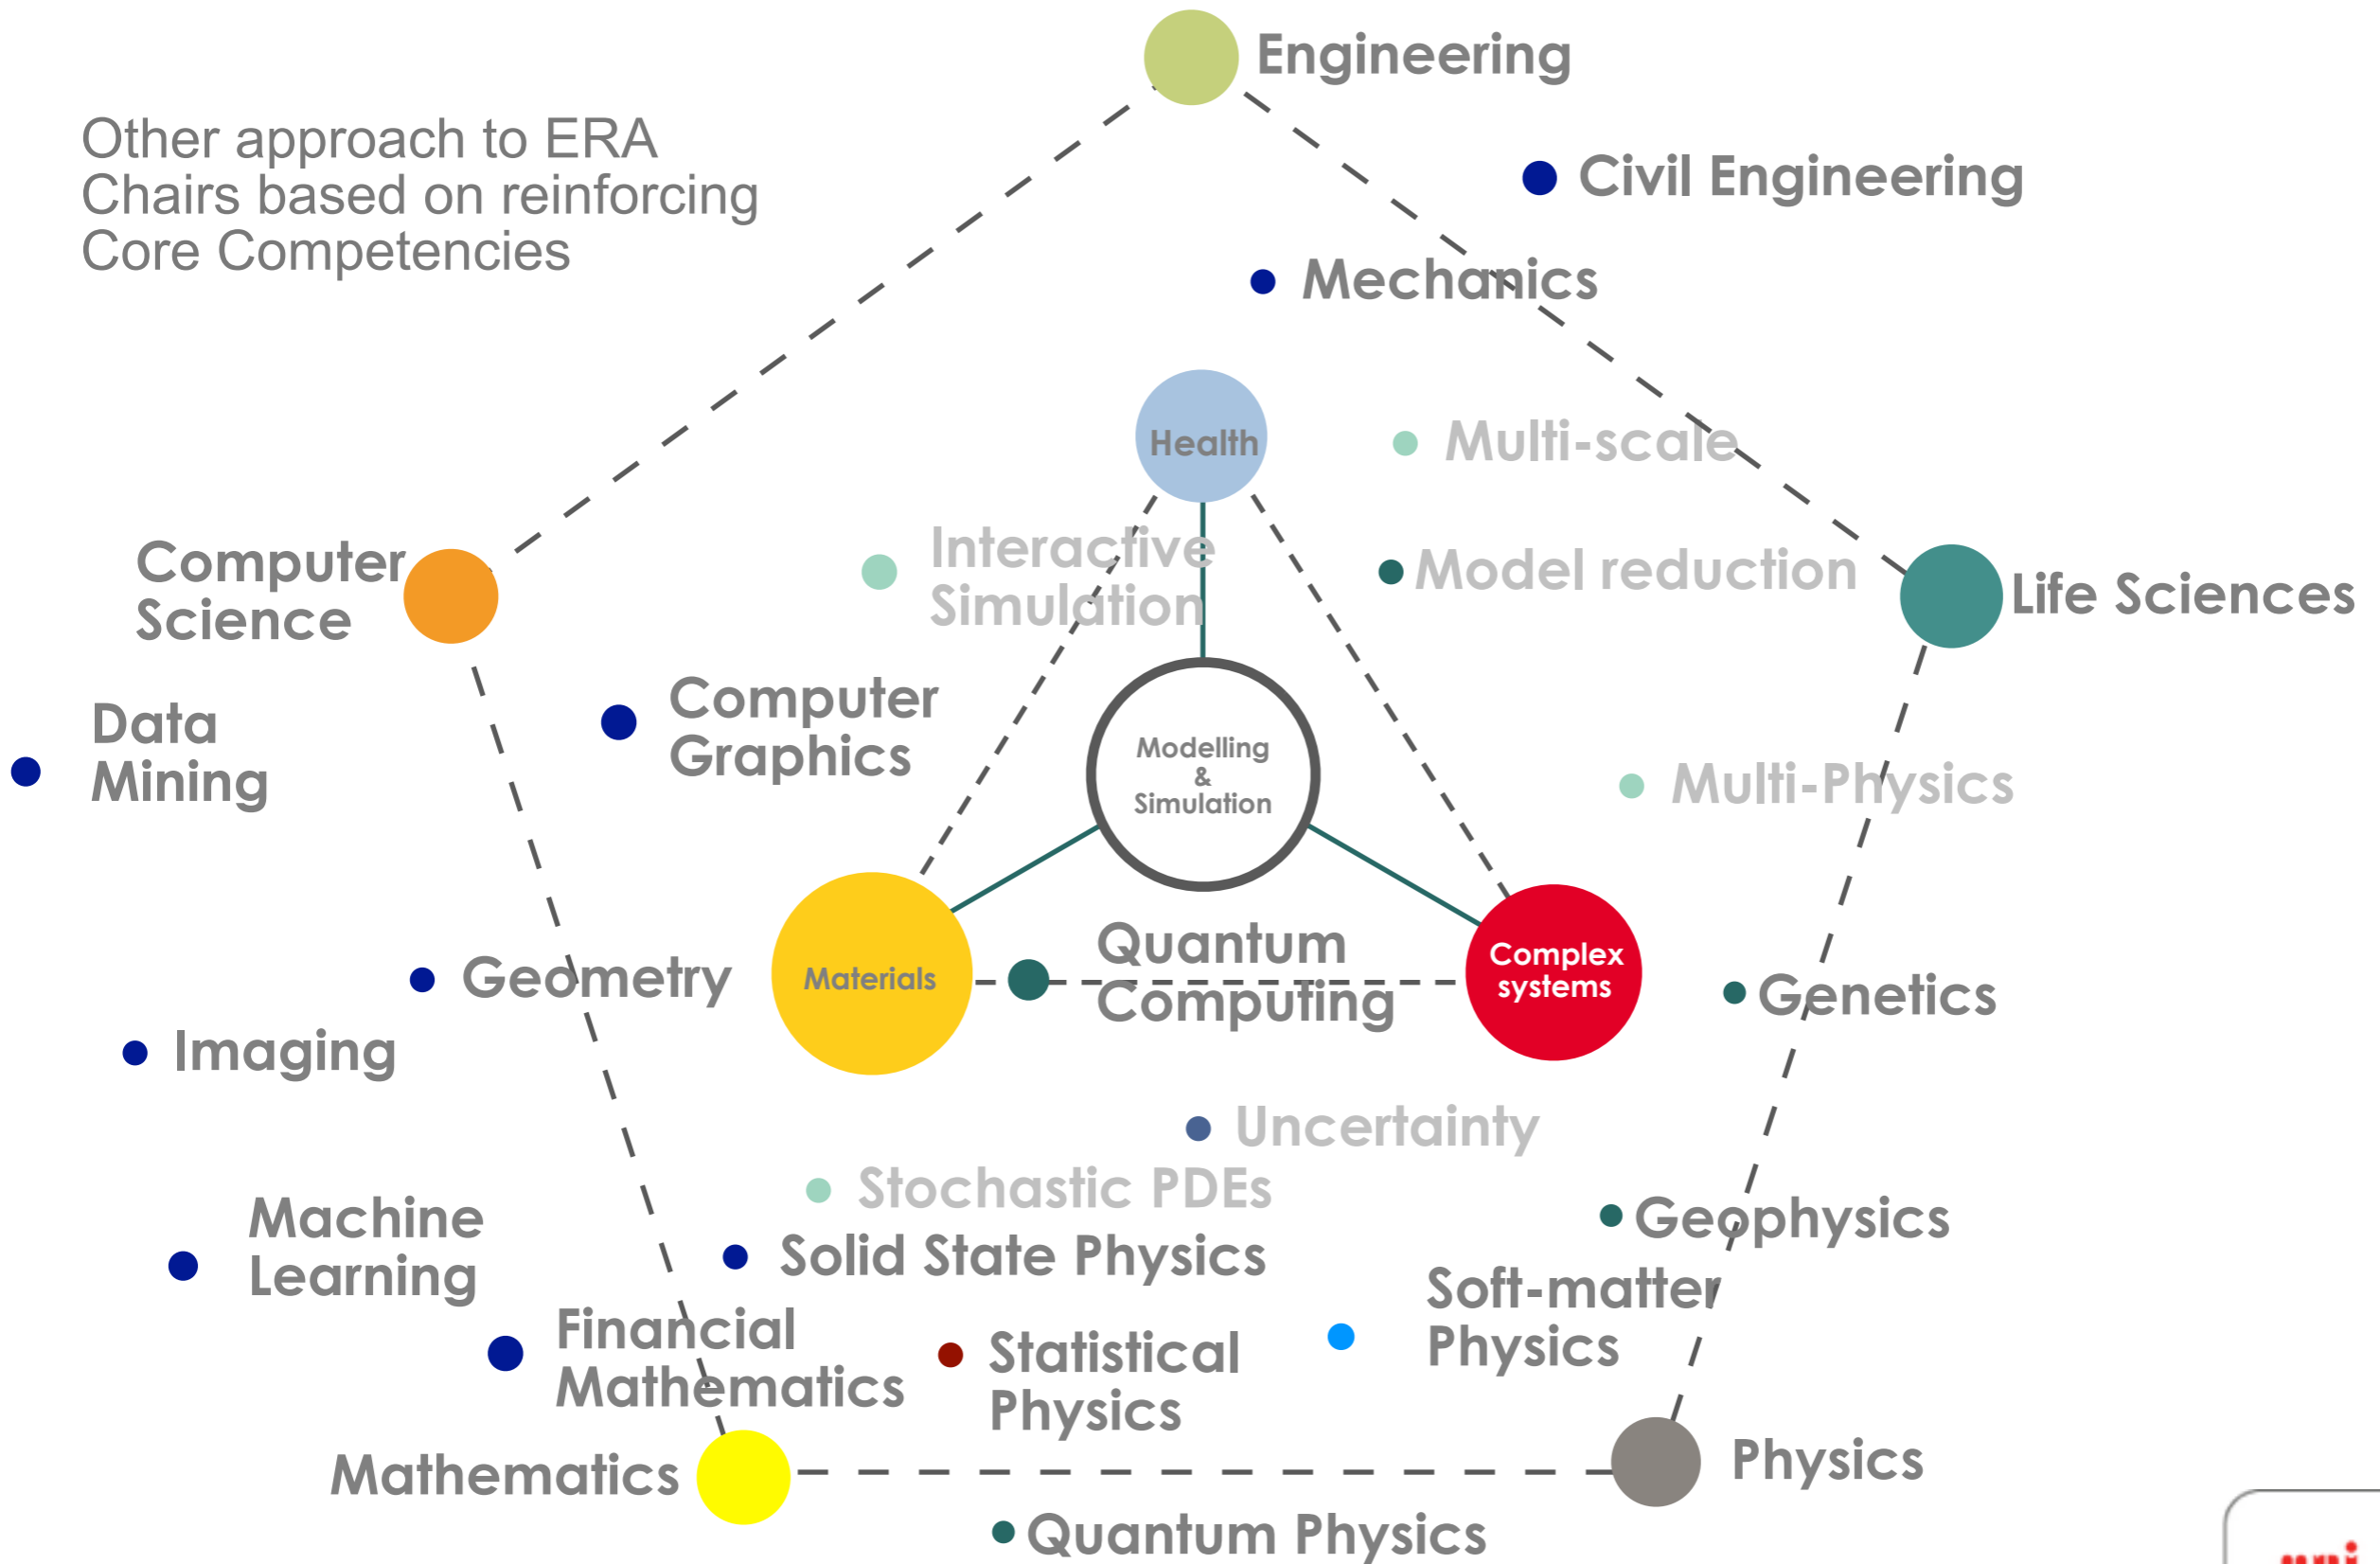 Engineering
Other approach to ERA
Chairs based on reinforcing
Core Competencies
Civil Engineering
Mechanics
Health
Multi-scale
Interactive
Simulation
Model reduction
Computer
Science
Life Sciences
Computer
Graphics
Data
Mining
Modelling
&
Simulation
Multi-Physics
Quantum
Computing
Complex
systems
Materials
Geometry
Genetics
Imaging
Uncertainty
Stochastic PDEs
Machine
Learning
Geophysics
Solid State Physics
Soft-matter
Physics
Financial
Mathematics
Statistical
Physics
Mathematics
Physics
Quantum Physics